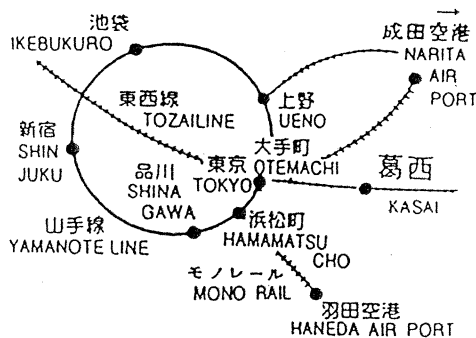 池袋
IKEBUKURO
成田空港
NARITA
AIR
PORT
東西線
TOZAILINE
上野
UENO
新宿
SHIN
JUKU
大手町
OTEMACHI
東京
TOKYO
品川
SHINA
GAWA
葛西
KASAI
山手線
YAMANOTE LINE
浜松町
HAMAMATSU
CHO
モノレール
MONO RAIL
羽田空港
HANEDA AIR PORT